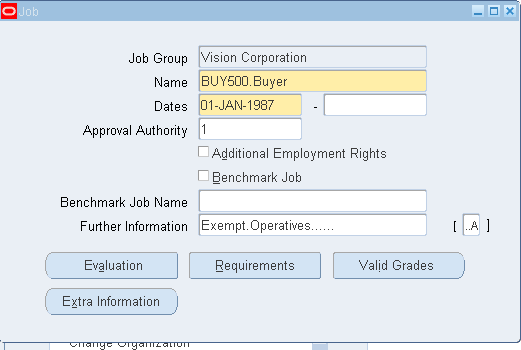 Job
Job Group Vision Corporation
Name BUY500.Buyer
Dates 01-JAN-1987 -
Approval Authority 1
Additional Employment Rights
Benchmark Job
Benchmark Job Name
Further Information Exempt.Operatives...... [ ..A ]
Evaluation Requirements Valid Grades
Extra Information
Change Organization